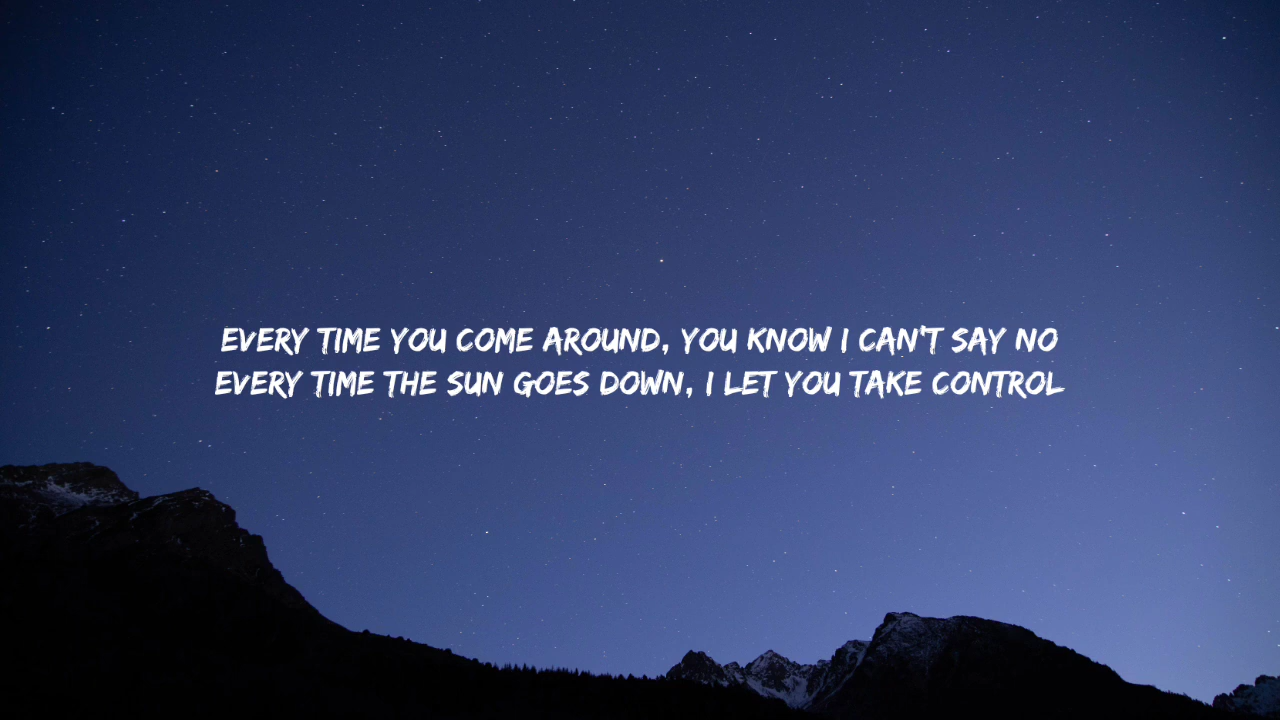 EVERY TIME YOU COME AROUND, YOU KNOW I CAN'T SAY NO
EVERY TIME THE SUN GOES DOWN, I LET YOU TAKE CONTROL